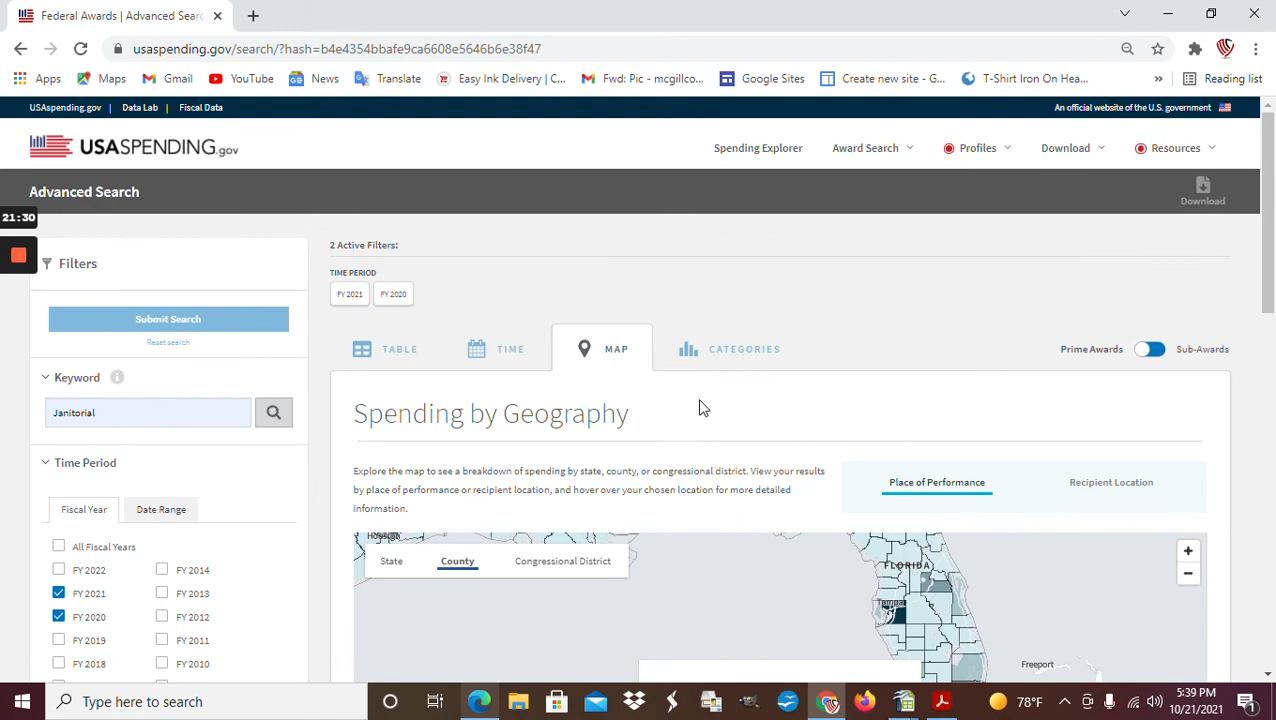 Federal Awards | Advanced Sear
usaspending.gov/search/?hash=b4e4354bbafe9ca6608e5646b6e38f47
Apps
Maps
Gmail
YouTube
News
Translate
Easy Ink Delivery | C...
Fwd: Pic - mcgillco...
Google Sites
Create new site - G...
T-Shirt Iron On Hea...
»
Reading list
USAspending.gov | Data Lab | Fiscal Data
An official website of the U.S. government
USASPENDING.gov
Spending Explorer
Award Search
Profiles
Download
Resources
Advanced Search
Download
21:30
Filters
Submit Search
Reset search
Keyword
Janitorial
Time Period
Fiscal Year
Date Range
All Fiscal Years
FY 2022
FY 2014
FY 2021
FY 2013
FY 2020
FY 2012
FY 2019
FY 2011
FY 2018
FY 2010
2 Active Filters:
TIME PERIOD
FY 2021
FY 2020
TABLE
TIME
MAP
CATEGORIES
Prime Awards
Sub-Awards
Spending by Geography
Explore the map to see a breakdown of spending by state, county, or congressional district. View your results
by place of performance or recipient location, and hover over your chosen location for more detailed
information.
Place of Performance
Recipient Location
State
County
Congressional District
FLORIDA
Tampa
Freeport
+
−
Type here to search
78°F
5:39 PM
10/21/2021
1